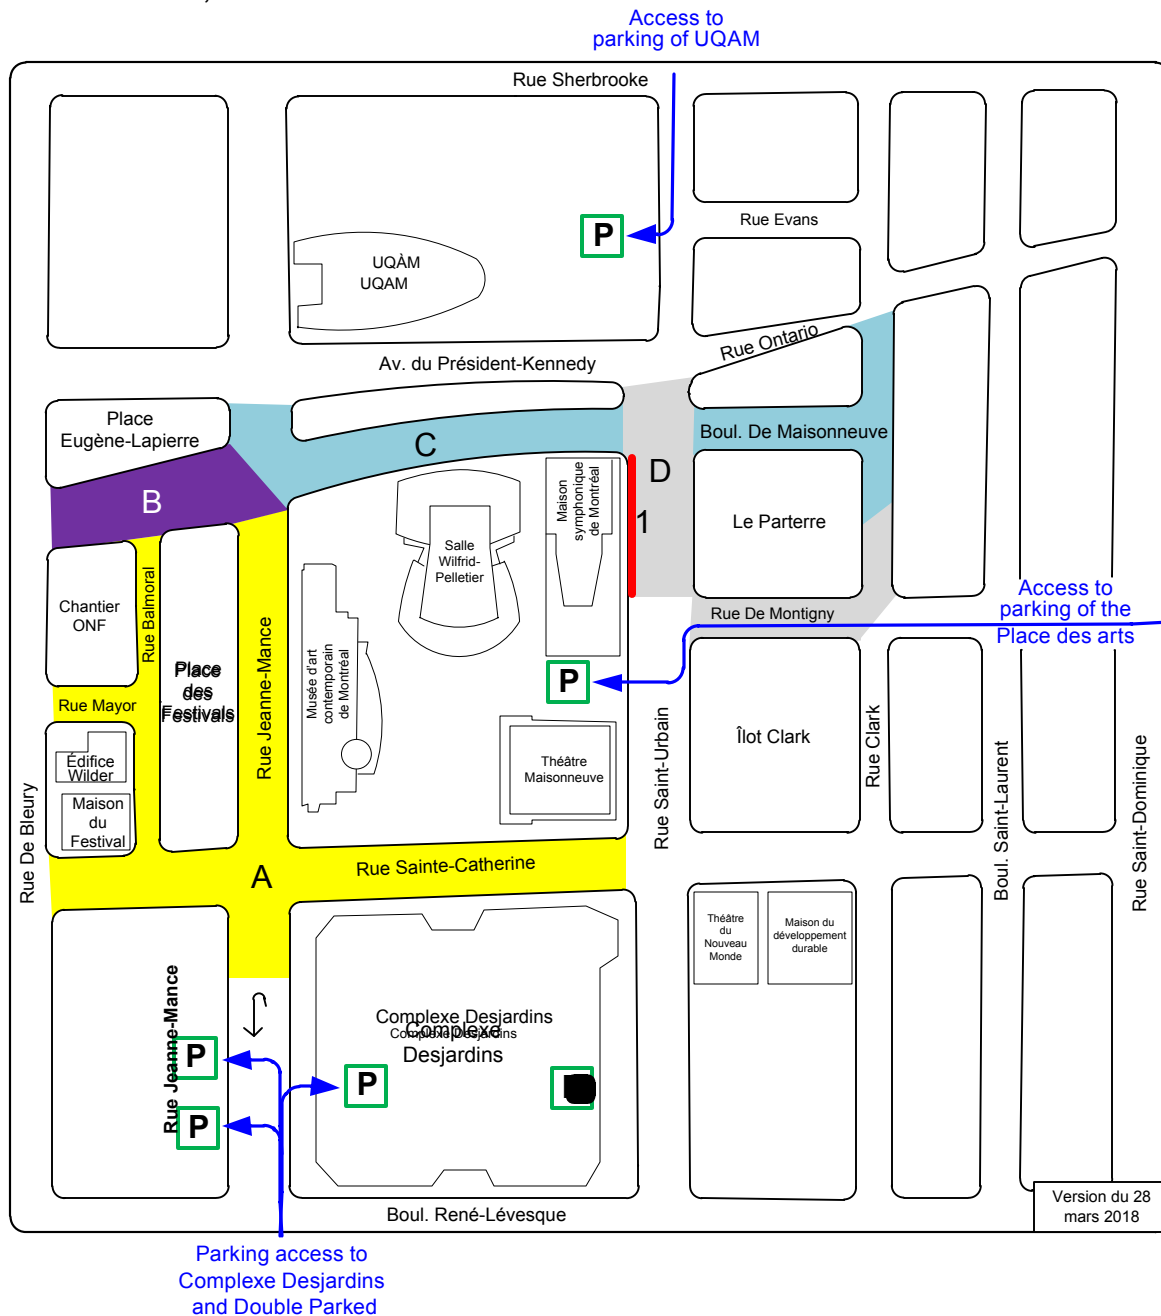 Access to
parking of UQAM
Rue Sherbrooke
P
Rue Evans
UQÀM
UQAM
Rue Ontario
Av. du Président-Kennedy
Place
Eugène-Lapierre
C
Boul. De Maisonneuve
B
D
1
Maison
symphonique
de Montréal
Le Parterre
Salle
Wilfrid-
Pelletier
Chantier
ONF
Rue Balmoral
Rue Jeanne-Mance
Access to
parking of the
Place des arts
Rue De Montigny
Musée d'art
contemporain
de Montréal
Place
Place
des
des
Festivals
Festivals
P
Rue Mayor
Rue Saint-Urbain
Îlot Clark
Rue Clark
Boul. Saint-Laurent
Rue Saint-Dominique
Édifice
Wilder
Théâtre
Maisonneuve
Maison
du
Festival
Rue De Bleury
A
Rue Sainte-Catherine
Théâtre
du
Nouveau
Monde
Maison du
développement
durable
Rue Jeanne-Mance
Complexe Desjardins
Complexe
Complexe Desjardins
Desjardins
P
P
P
Version du 28
mars 2018
Boul. René-Lévesque
Parking access to
Complexe Desjardins
and Double Parked